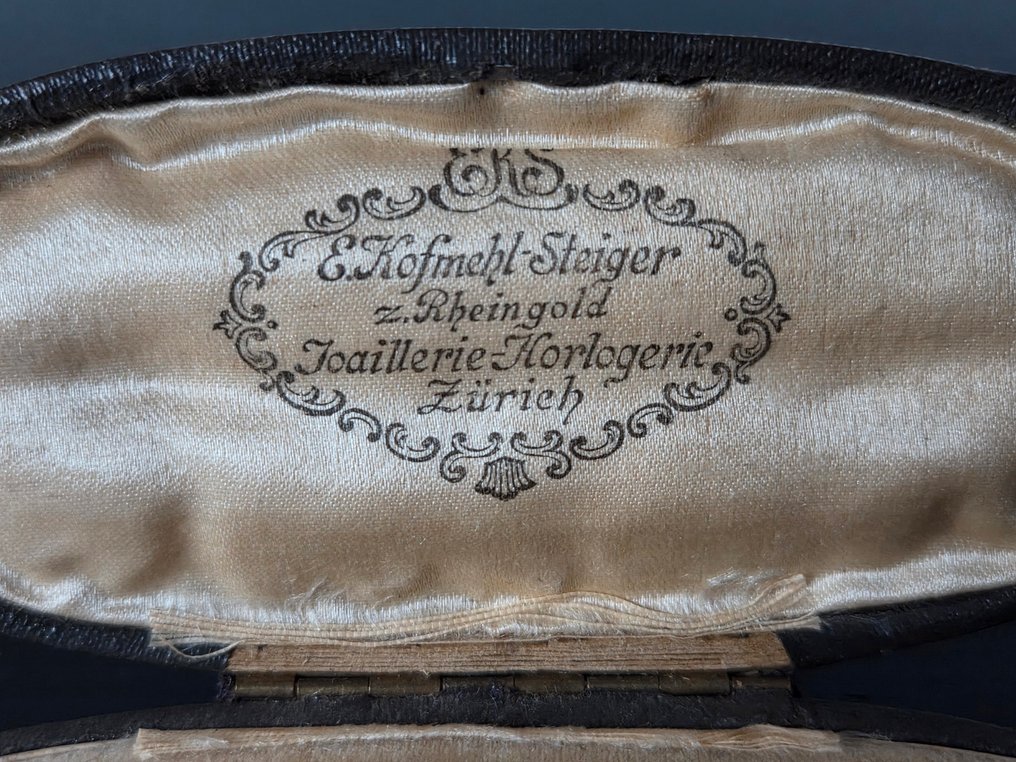 EKS
E. Kofmehl-Steiger
z. Rheingold
Joaillerie-Horlogerie
Zürich